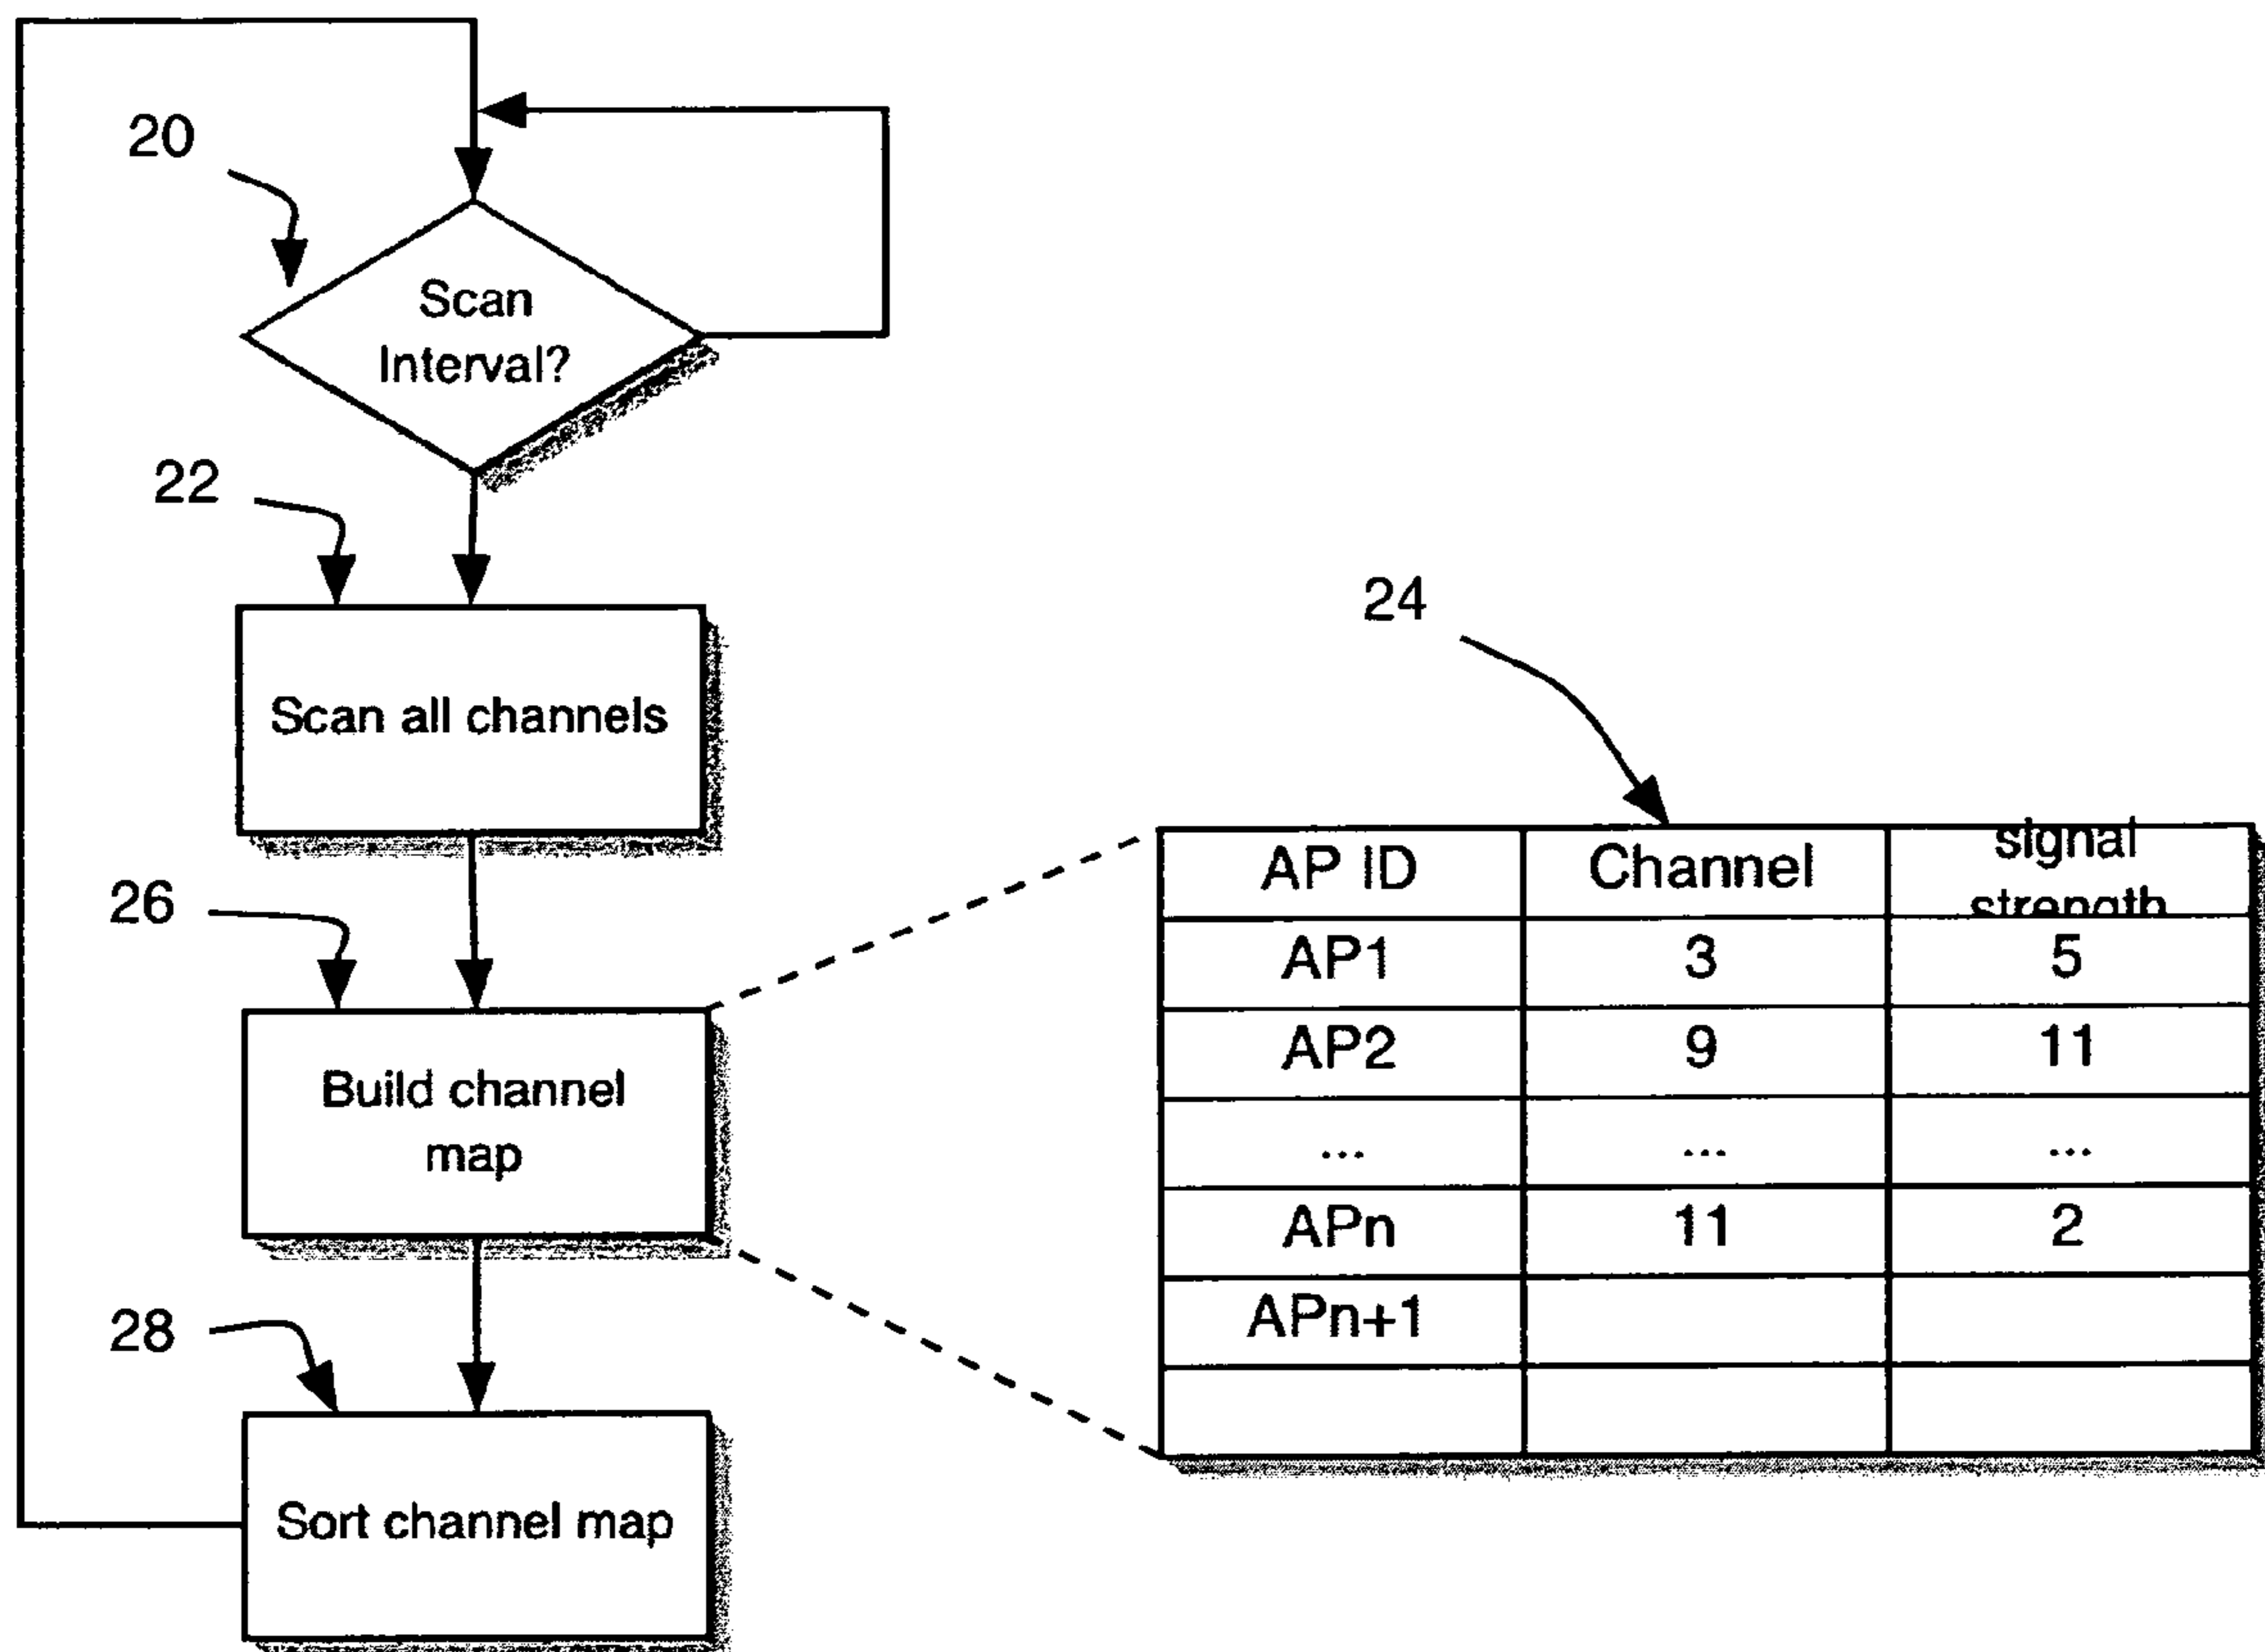 20
Scan
Interval?
22
Scan all channels
24
26
Build channel
map
AP ID Channel signal
strength
AP1 3 5
AP2 9 11
... ... ...
APn 11 2
APn+1
28
Sort channel map